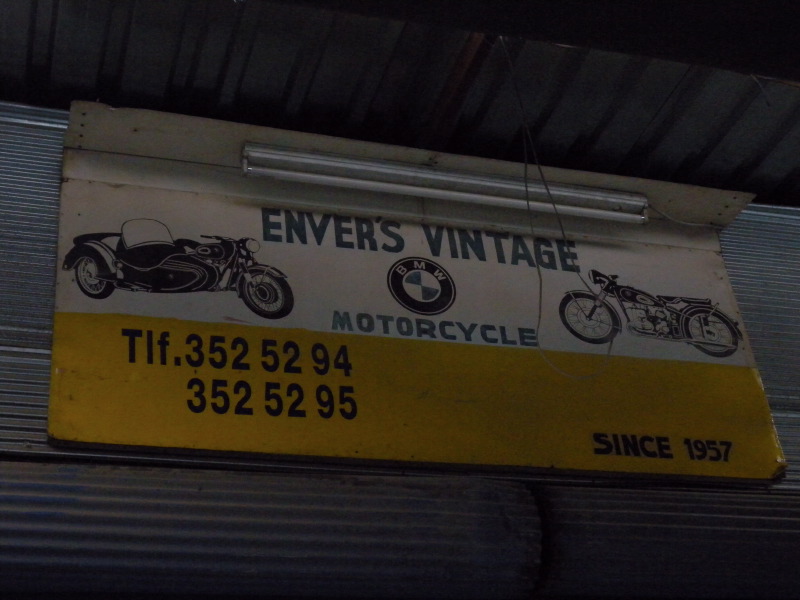 ENVER'S VINTAGE
BMW
MOTORCYCLE
Tlf. 352 52 94
352 52 95
SINCE 1957